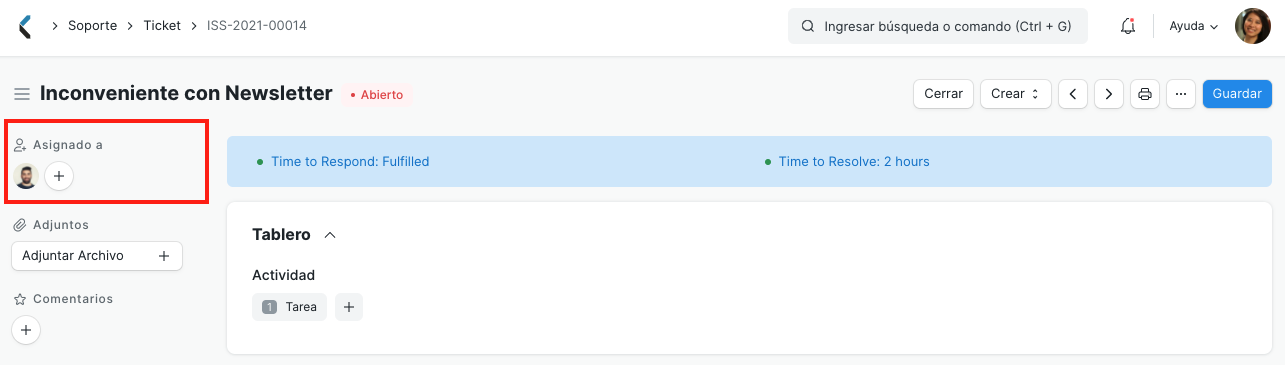 Soporte Ticket ISS-2021-00014 Ingresar búsqueda o comando (Ctrl + G) Ayuda
Inconveniente con Newsletter • Abierto Cerrar Crear ··· Guardar
Asignado a
Time to Respond: Fulfilled Time to Resolve: 2 hours
Adjuntos
Adjuntar Archivo +
Tablero
Actividad
Comentarios
1 Tarea +